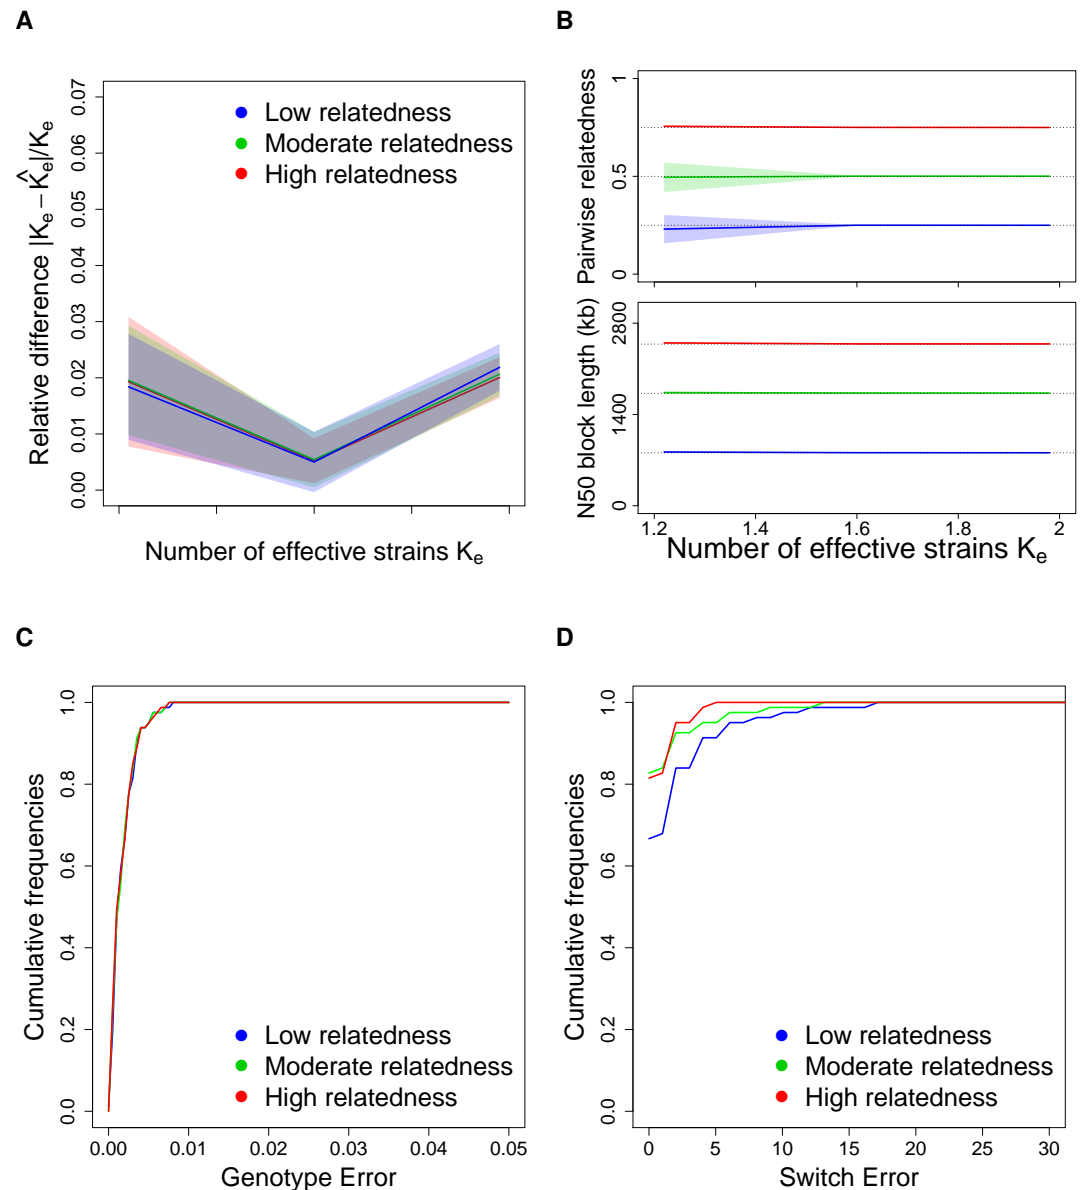 A
Relative difference |Ke − K̂e|/Ke
0.00 0.01 0.02 0.03 0.04 0.05 0.06 0.07
Low relatedness
Moderate relatedness
High relatedness
Number of effective strains Ke
B
Pairwise relatedness
0 0.5 1
N50 block length (kb)
0 1400 2800
1.2 1.4 1.6 1.8 2
Number of effective strains Ke
C
Cumulative frequencies
0.0 0.2 0.4 0.6 0.8 1.0
Low relatedness
Moderate relatedness
High relatedness
0.00 0.01 0.02 0.03 0.04 0.05
Genotype Error
D
Cumulative frequencies
0.0 0.2 0.4 0.6 0.8 1.0
Low relatedness
Moderate relatedness
High relatedness
0 5 10 15 20 25 30
Switch Error